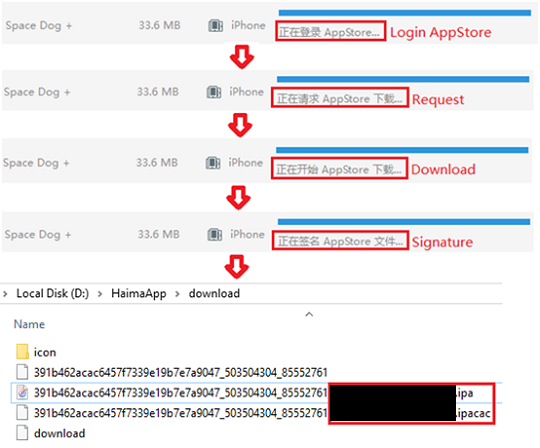 Space Dog + 33.6 MB iPhone 正在登录 AppStore... Login AppStore
Space Dog + 33.6 MB iPhone 正在请求 AppStore 下载... Request
Space Dog + 33.6 MB iPhone 正在开始 AppStore 下载... Download
Space Dog + 33.6 MB iPhone 正在签名 AppStore 文件... Signature
> Local Disk (D:) > HaimaApp > download
Name
icon
391b462acac6457f7339e19b7e7a9047_503504304_85552761
391b462acac6457f7339e19b7e7a9047_503504304_85552761 .ipa
391b462acac6457f7339e19b7e7a9047_503504304_85552761 .ipacac
download